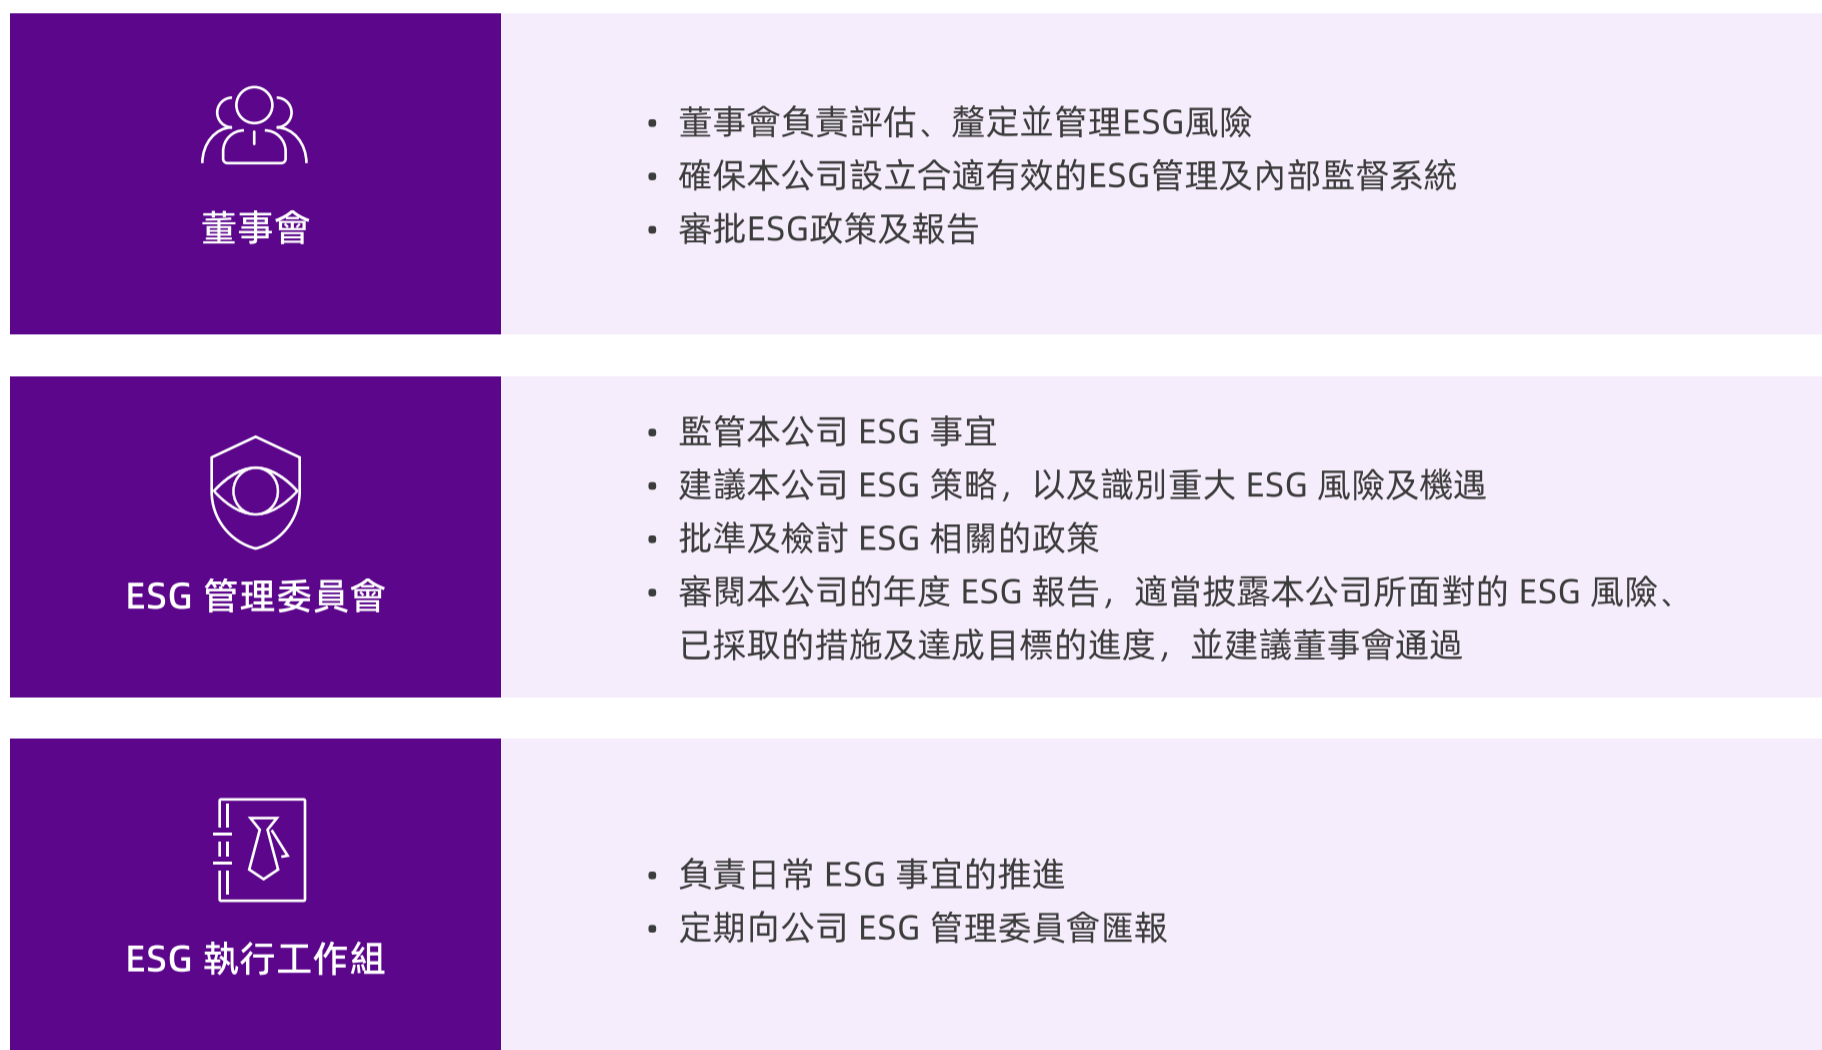 董事會
• 董事會負責評估、釐定並管理ESG風險
• 確保本公司設立合適有效的ESG管理及內部監督系統
• 審批ESG政策及報告
ESG 管理委員會
• 監管本公司 ESG 事宜
• 建議本公司 ESG 策略，以及識別重大 ESG 風險及機遇
• 批準及檢討 ESG 相關的政策
• 審閱本公司的年度 ESG 報告，適當披露本公司所面對的 ESG 風險、
已採取的措施及達成目標的進度，並建議董事會通過
ESG 執行工作組
• 負責日常 ESG 事宜的推進
• 定期向公司 ESG 管理委員會匯報